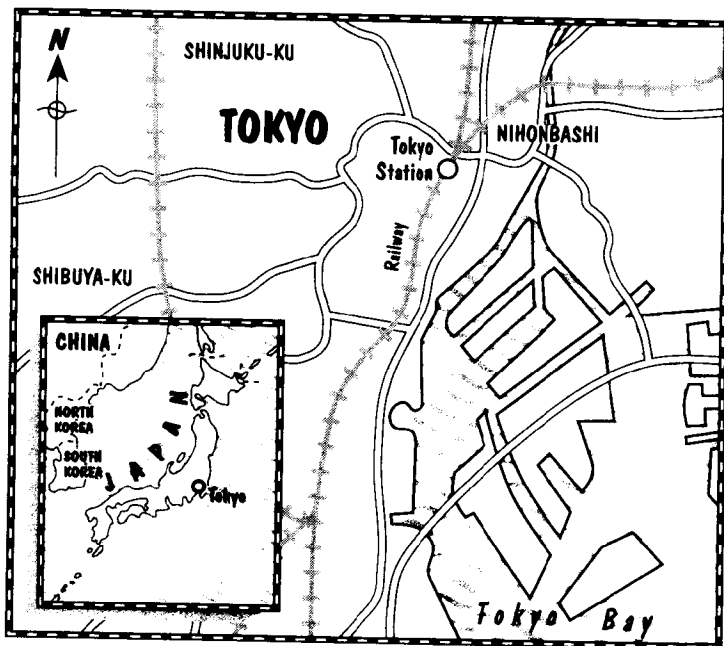 N
SHINJUKU-KU
TOKYO
NIHONBASHI
Tokyo
Station
Railway
SHIBUYA-KU
CHINA
NORTH
KOREA
SOUTH
KOREA
JAPAN
Tokyo
Tokyo Bay